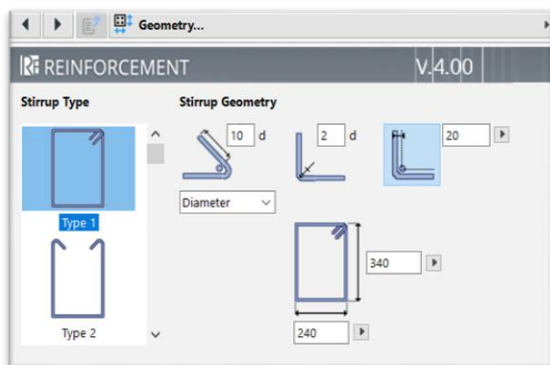 Geometry...
REINFORCEMENT V.4.00
Stirrup Type Stirrup Geometry
10 d 2 d 20
Diameter
Type 1
340
Type 2
240